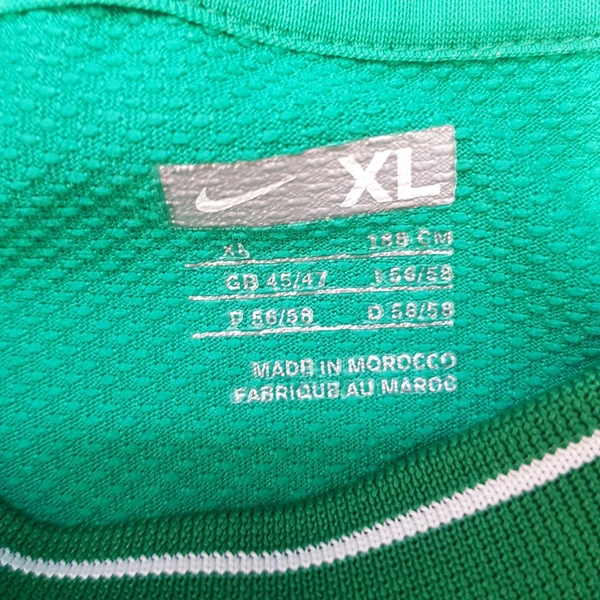 XL
XL 188 CM
GB 45/47 I 56/58
F 56/58 D 56/58
MADE IN MOROCCO
FABRIQUE AU MAROC